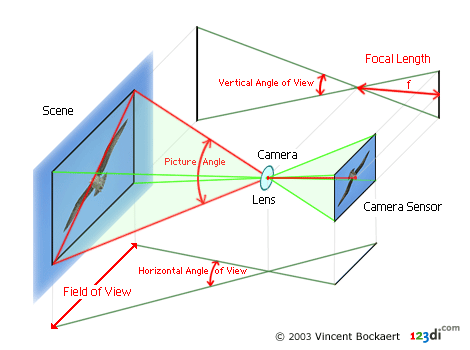 Focal Length
Vertical Angle of View
f
Scene
Picture Angle
Camera
Lens
Camera Sensor
Horizontal Angle of View
Field of View
© 2003 Vincent Bockaert 123di.com